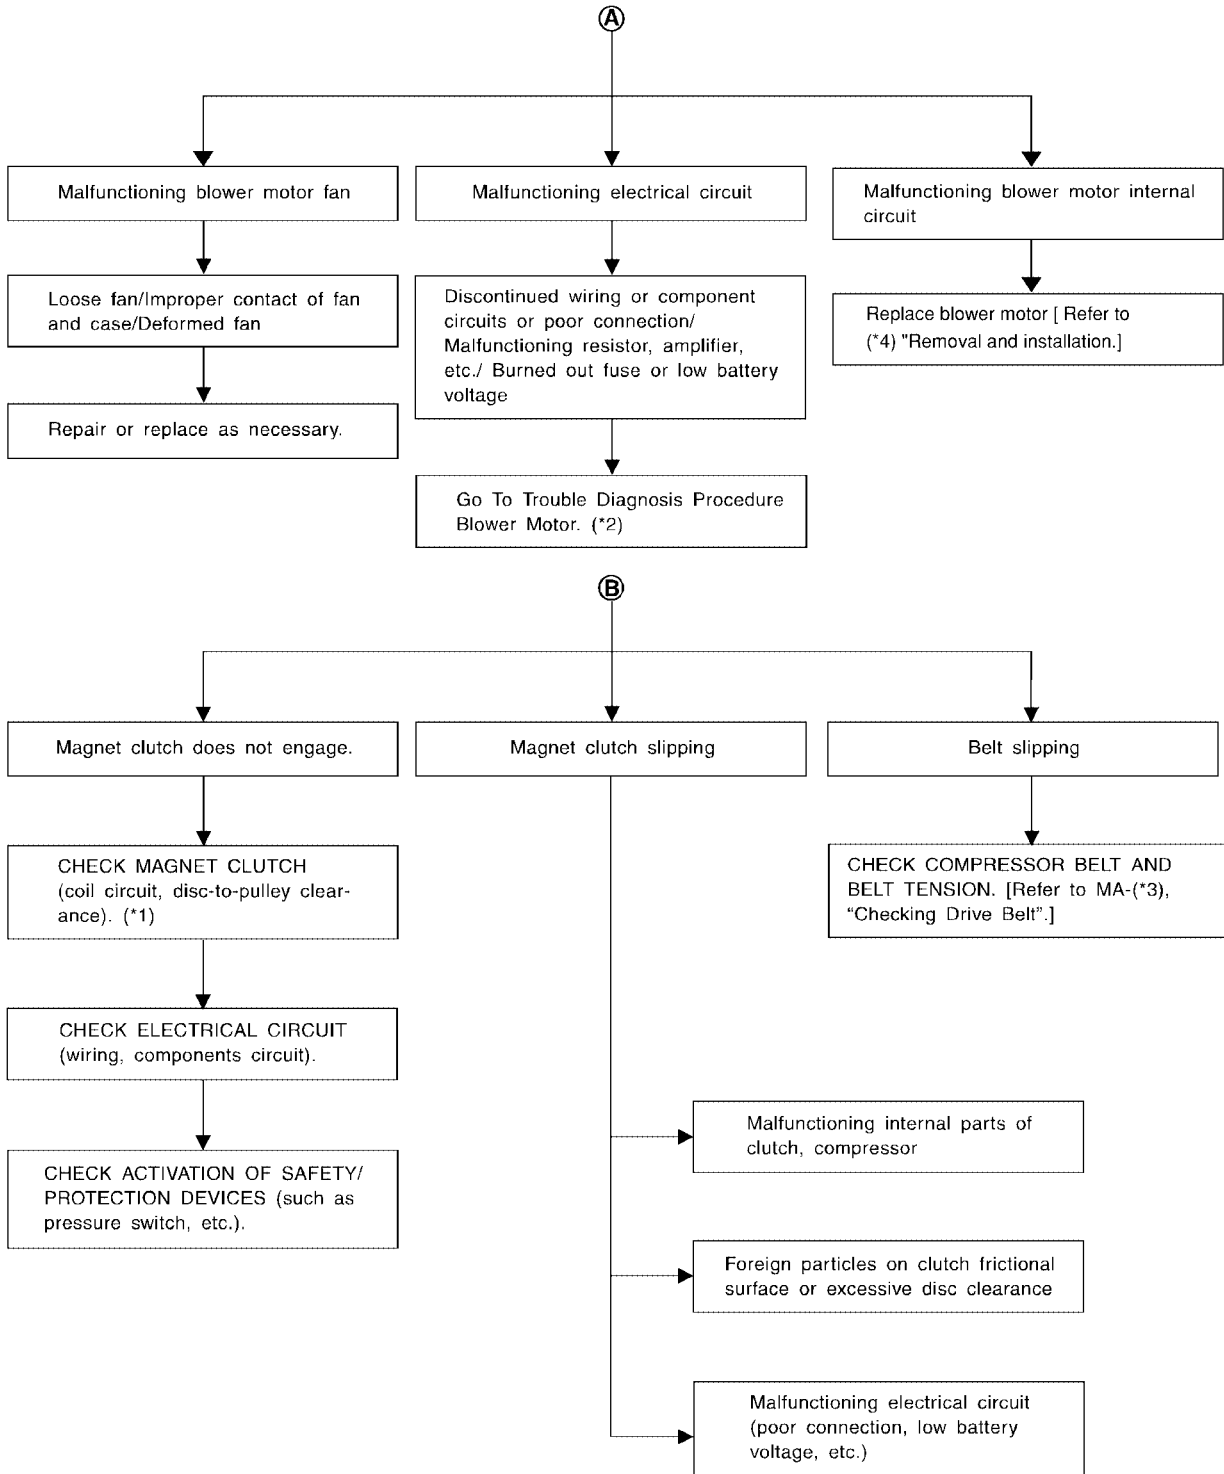 A
Malfunctioning blower motor fan
Loose fan/Improper contact of fan
and case/Deformed fan
Repair or replace as necessary.
Malfunctioning electrical circuit
Discontinued wiring or component
circuits or poor connection/
Malfunctioning resistor, amplifier,
etc./ Burned out fuse or low battery
voltage
Go To Trouble Diagnosis Procedure
Blower Motor. (*2)
Malfunctioning blower motor internal
circuit
Replace blower motor [ Refer to
(*4) "Removal and installation.]
B
Magnet clutch does not engage.
CHECK MAGNET CLUTCH
(coil circuit, disc-to-pulley clear-
ance). (*1)
CHECK ELECTRICAL CIRCUIT
(wiring, components circuit).
CHECK ACTIVATION OF SAFETY/
PROTECTION DEVICES (such as
pressure switch, etc.).
Magnet clutch slipping
Malfunctioning internal parts of
clutch, compressor
Foreign particles on clutch frictional
surface or excessive disc clearance
Malfunctioning electrical circuit
(poor connection, low battery
voltage, etc.)
Belt slipping
CHECK COMPRESSOR BELT AND
BELT TENSION. [Refer to MA-(*3),
“Checking Drive Belt”.]